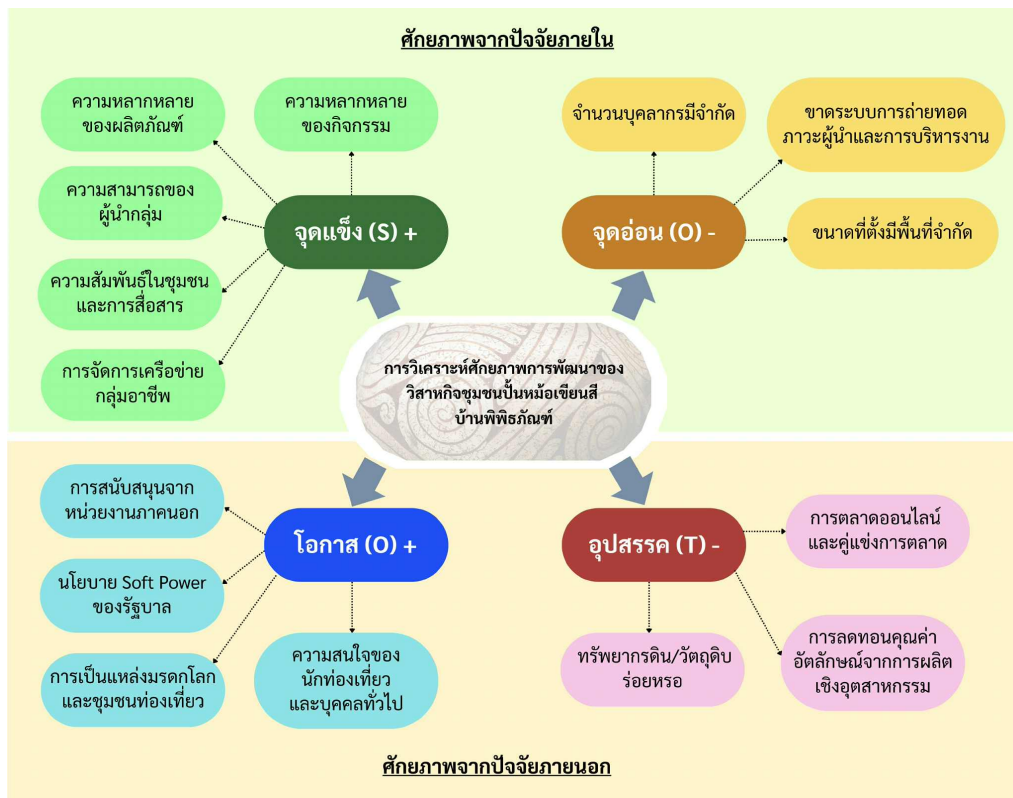 ศักยภาพจากปัจจัยภายใน
ความหลากหลาย
ของผลิตภัณฑ์
ความหลากหลาย
ของกิจกรรม
ความสามารถของ
ผู้นำกลุ่ม
จุดแข็ง (S) +
ความสัมพันธ์ในชุมชน
และการสื่อสาร
การจัดการเครือข่าย
กลุ่มอาชีพ
จำนวนบุคลากรมีจำกัด
ขาดระบบการถ่ายทอด
ภาวะผู้นำและการบริหารงาน
จุดอ่อน (O) -
ขนาดที่ตั้งมีพื้นที่จำกัด
การวิเคราะห์ศักยภาพการพัฒนาของ
วิสาหกิจชุมชนปั้นหม้อเขียนสี
บ้านพิพิธภัณฑ์
การสนับสนุนจาก
หน่วยงานภาคนอก
โอกาส (O) +
นโยบาย Soft Power
ของรัฐบาล
การเป็นแหล่งมรดกโลก
และชุมชนท่องเที่ยว
ความสนใจของ
นักท่องเที่ยว
และบุคคลทั่วไป
อุปสรรค (T) -
การตลาดออนไลน์
และคู่แข่งการตลาด
ทรัพยากรดิน/วัตถุดิบ
ร่อยหรอ
การลดทอนคุณค่า
อัตลักษณ์จากการผลิต
เชิงอุตสาหกรรม
ศักยภาพจากปัจจัยภายนอก